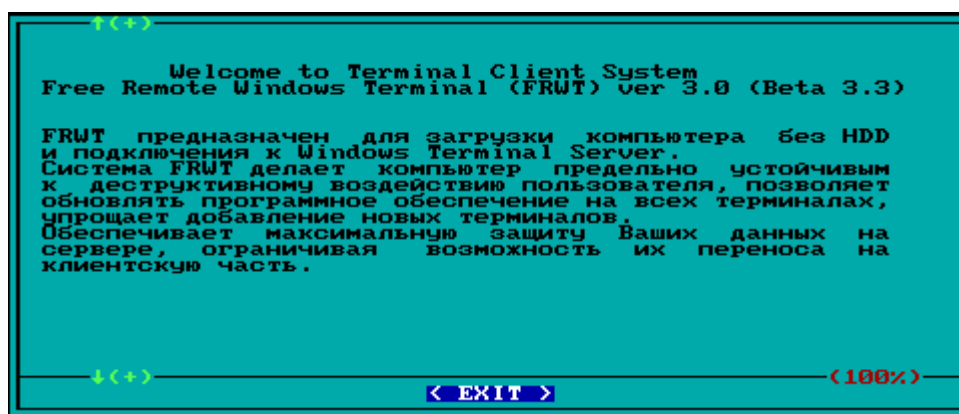 ↑(+)
Welcome to Terminal Client System
Free Remote Windows Terminal (FRWT) ver 3.0 (Beta 3.3)
FRWT предназначен для загрузки компьютера без HDD
и подключения к Windows Terminal Server.
Система FRWT делает компьютер предельно устойчивым
к деструктивному воздействию пользователя, позволяет
обновлять программное обеспечение на всех терминалах,
упрощает добавление новых терминалов.
Обеспечивает максимальную защиту Ваших данных на
сервере, ограничивая возможность их переноса на
клиентскую часть.
↓(+) (100%)
< EXIT >